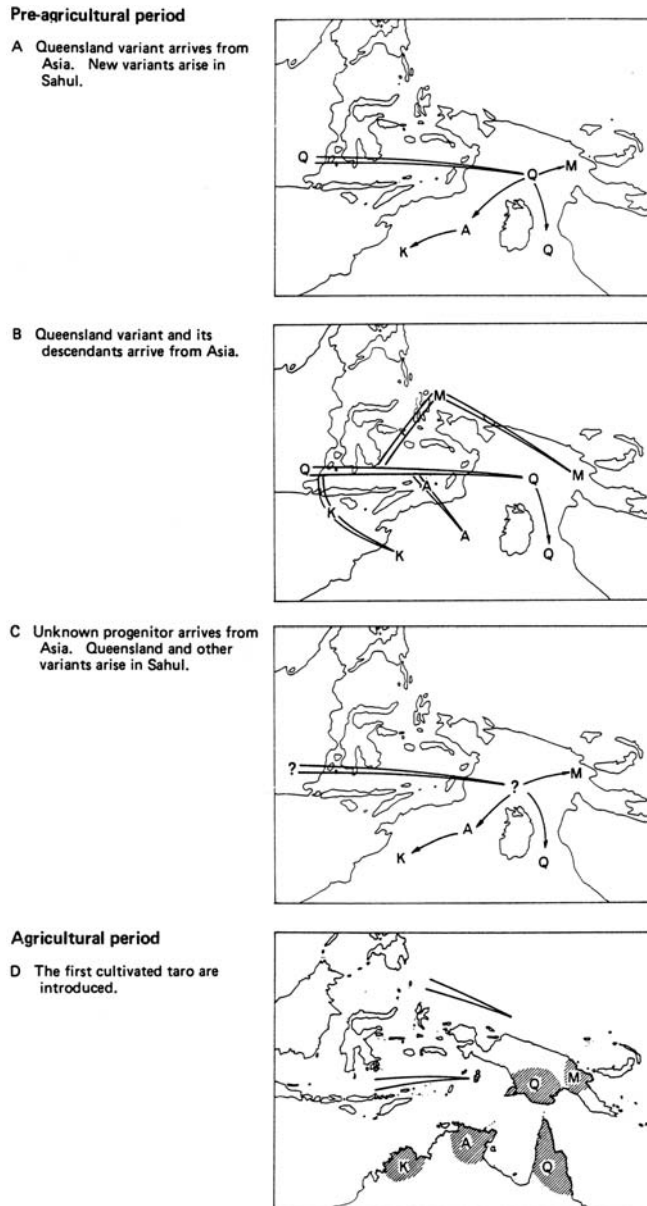 Pre-agricultural period
A Queensland variant arrives from
Asia. New variants arise in
Sahul.
Q
Q
M
A
K
Q
B Queensland variant and its
descendants arrive from Asia.
M
Q
A
Q
M
K
A
K
Q
C Unknown progenitor arrives from
Asia. Queensland and other
variants arise in Sahul.
?
?
M
A
K
Q
Agricultural period
D The first cultivated taro are
introduced.
Q
M
A
K
Q